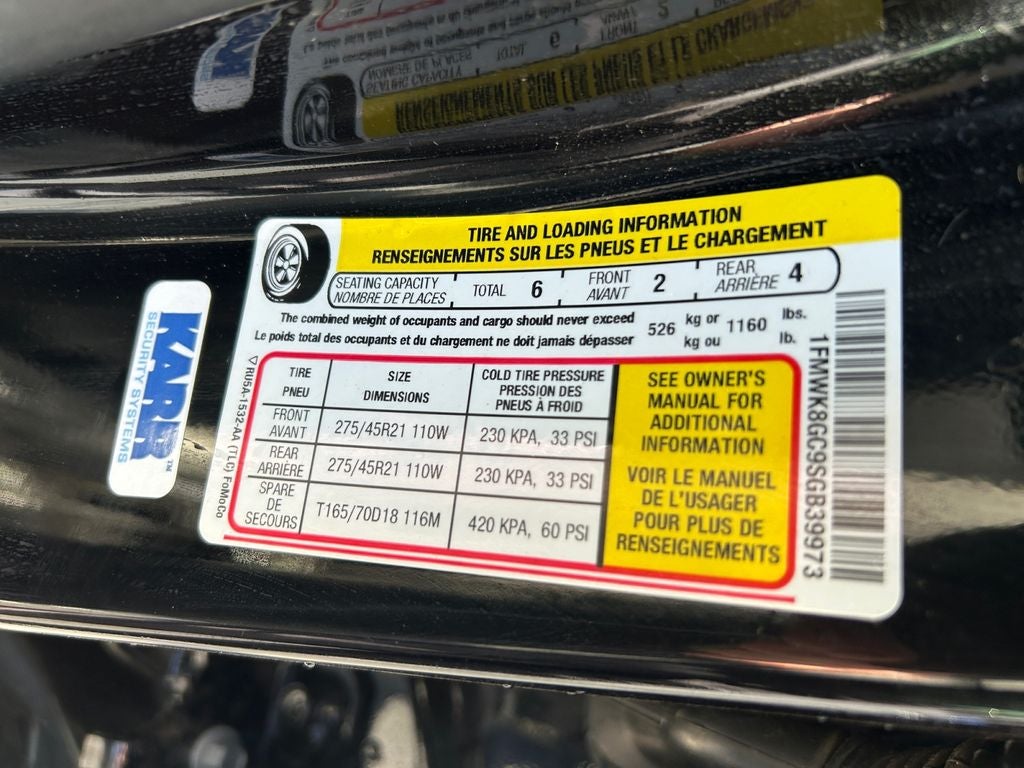 TIRE AND LOADING INFORMATION
RENSEIGNEMENTS SUR LES PNEUS ET LE CHARGEMENT
SEATING CAPACITY
NOMBRE DE PLACES
TOTAL 6
FRONT
AVANT
2
REAR
ARRIÈRE
4
The combined weight of occupants and cargo should never exceed
Le poids total des occupants et du chargement ne doit jamais dépasser
526
kg or
kg ou
1160
lbs.
lb.
TIRE
PNEU
SIZE
DIMENSIONS
COLD TIRE PRESSURE
PRESSION DES
PNEUS À FROID
FRONT
AVANT
275/45R21 110W
230 KPA, 33 PSI
REAR
ARRIÈRE
275/45R21 110W
230 KPA, 33 PSI
SPARE
DE
SECOURS
T165/70D18 116M
420 KPA, 60 PSI
SEE OWNER'S
MANUAL FOR
ADDITIONAL
INFORMATION
VOIR LE MANUEL
DE L'USAGER
POUR PLUS DE
RENSEIGNEMENTS
1FMWK8GC9SGB39973
RU5A-1532-AA (TLC) FoMoCo
KARR™
SECURITY SYSTEMS